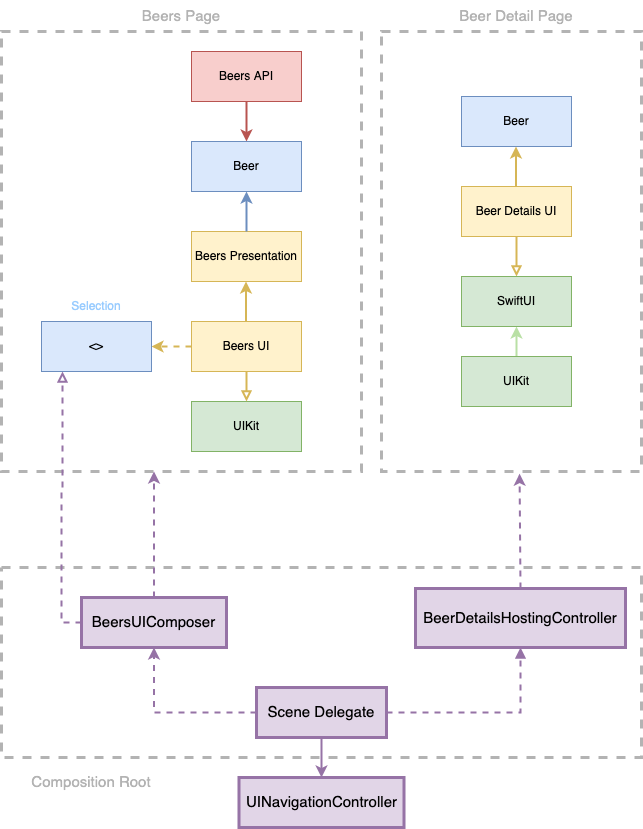 Beers Page
Beer Detail Page
Beers API
Beer
Beer
Beers Presentation
Beer Details UI
Selection
SwiftUI
<>
Beers UI
UIKit
UIKit
BeersUIComposer
BeerDetailsHostingController
Scene Delegate
Composition Root
UINavigationController